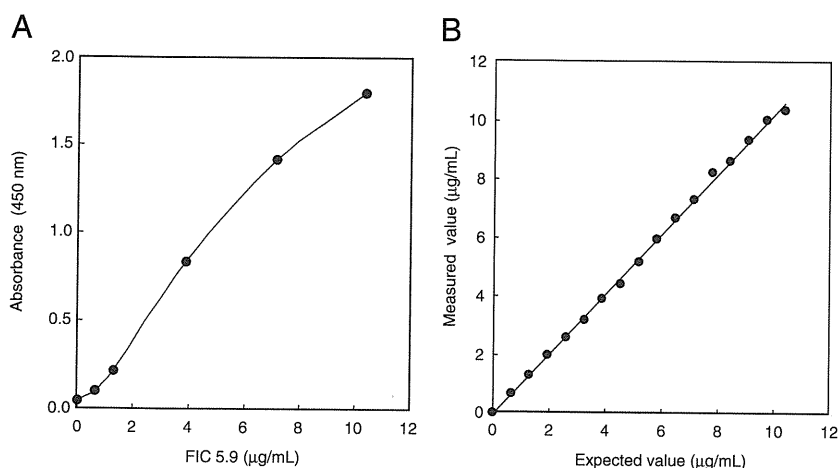 A
2.0
1.5
1.0
0.5
0.0
Absorbance (450 nm)
0 2 4 6 8 10 12
FIC 5.9 (μg/mL)
B
12
10
8
6
4
2
0
Measured value (μg/mL)
0 2 4 6 8 10 12
Expected value (μg/mL)